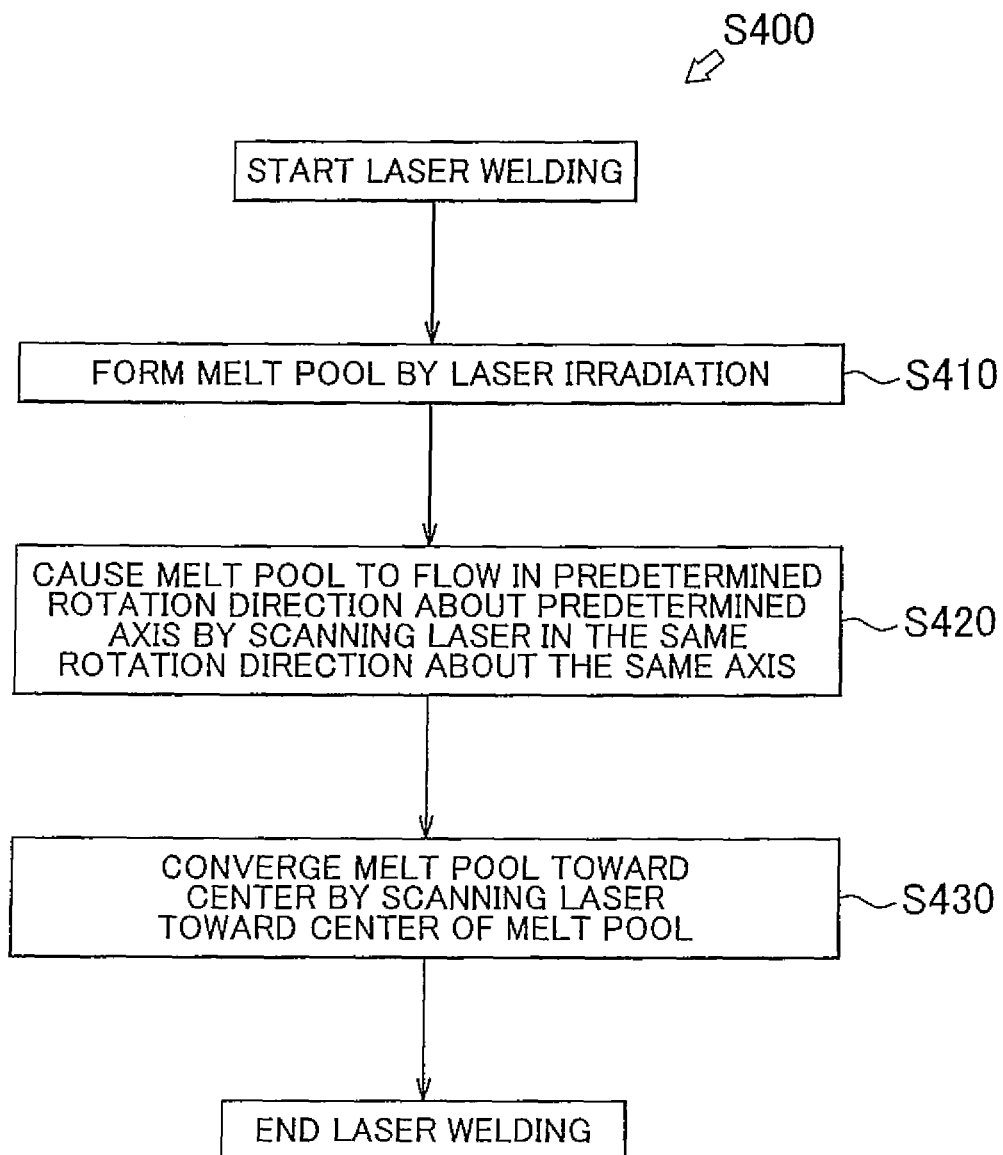 S400
START LASER WELDING
FORM MELT POOL BY LASER IRRADIATION
S410
CAUSE MELT POOL TO FLOW IN PREDETERMINED
ROTATION DIRECTION ABOUT PREDETERMINED
AXIS BY SCANNING LASER IN THE SAME
ROTATION DIRECTION ABOUT THE SAME AXIS
S420
CONVERGE MELT POOL TOWARD
CENTER BY SCANNING LASER
TOWARD CENTER OF MELT POOL
S430
END LASER WELDING